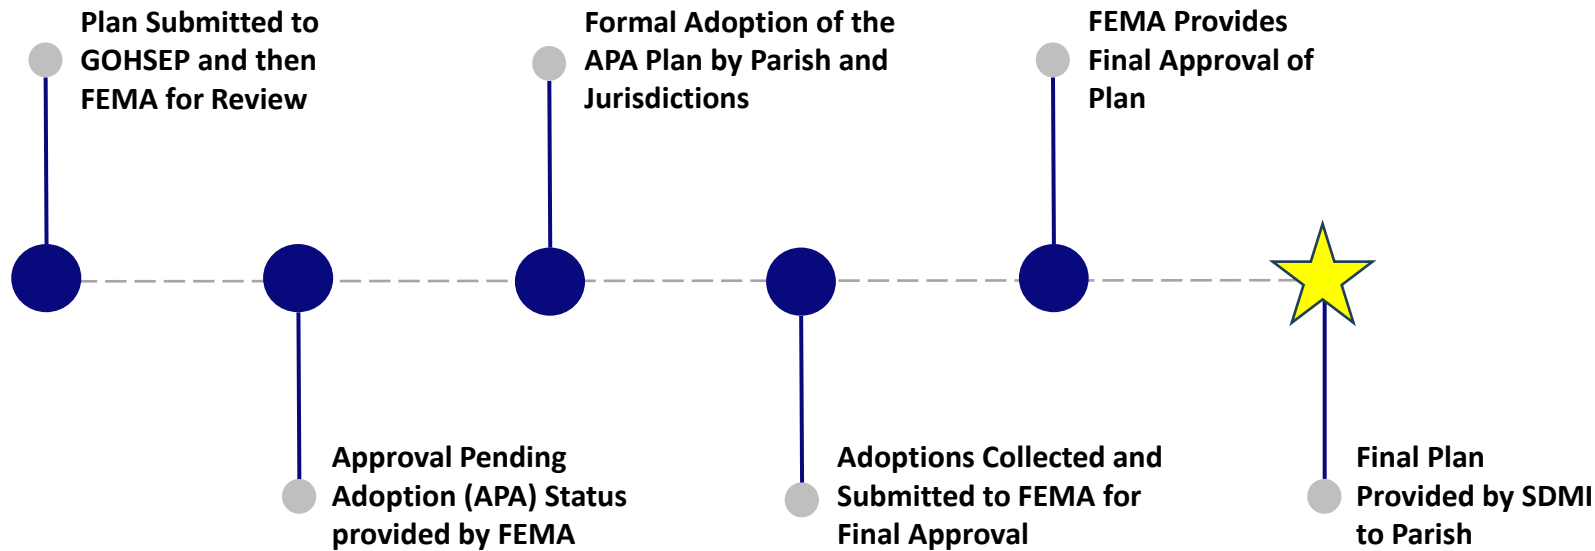 Plan Submitted to
GOHSEP and then
FEMA for Review
Approval Pending
Adoption (APA) Status
provided by FEMA
Formal Adoption of the
APA Plan by Parish and
Jurisdictions
Adoptions Collected and
Submitted to FEMA for
Final Approval
FEMA Provides
Final Approval of
Plan
Final Plan
Provided by SDMI
to Parish